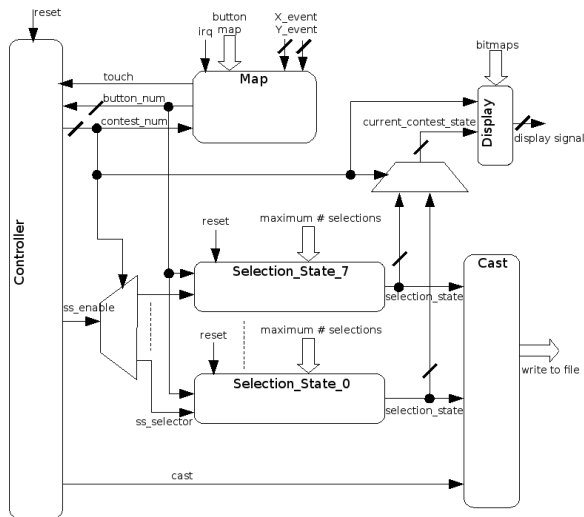 reset
button
map
irq
X_event
Y_event
bitmaps
Map
touch
button_num
contest_num
current_contest_state
Display
display signal
Controller
reset
maximum # selections
Selection_State_7
selection_state
Cast
ss_enable
reset
maximum # selections
Selection_State_0
selection_state
write to file
ss_selector
cast